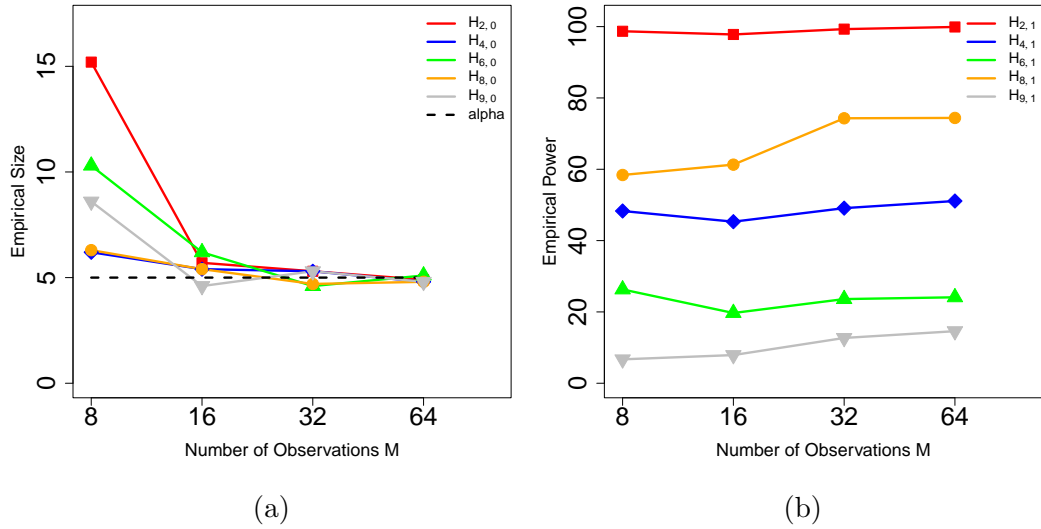 H2, 0
H4, 0
H6, 0
H8, 0
H9, 0
alpha
Empirical Size
0 5 10 15
8 16 32 64
Number of Observations M
(a)
H2, 1
H4, 1
H6, 1
H8, 1
H9, 1
Empirical Power
0 20 40 60 80 100
8 16 32 64
Number of Observations M
(b)